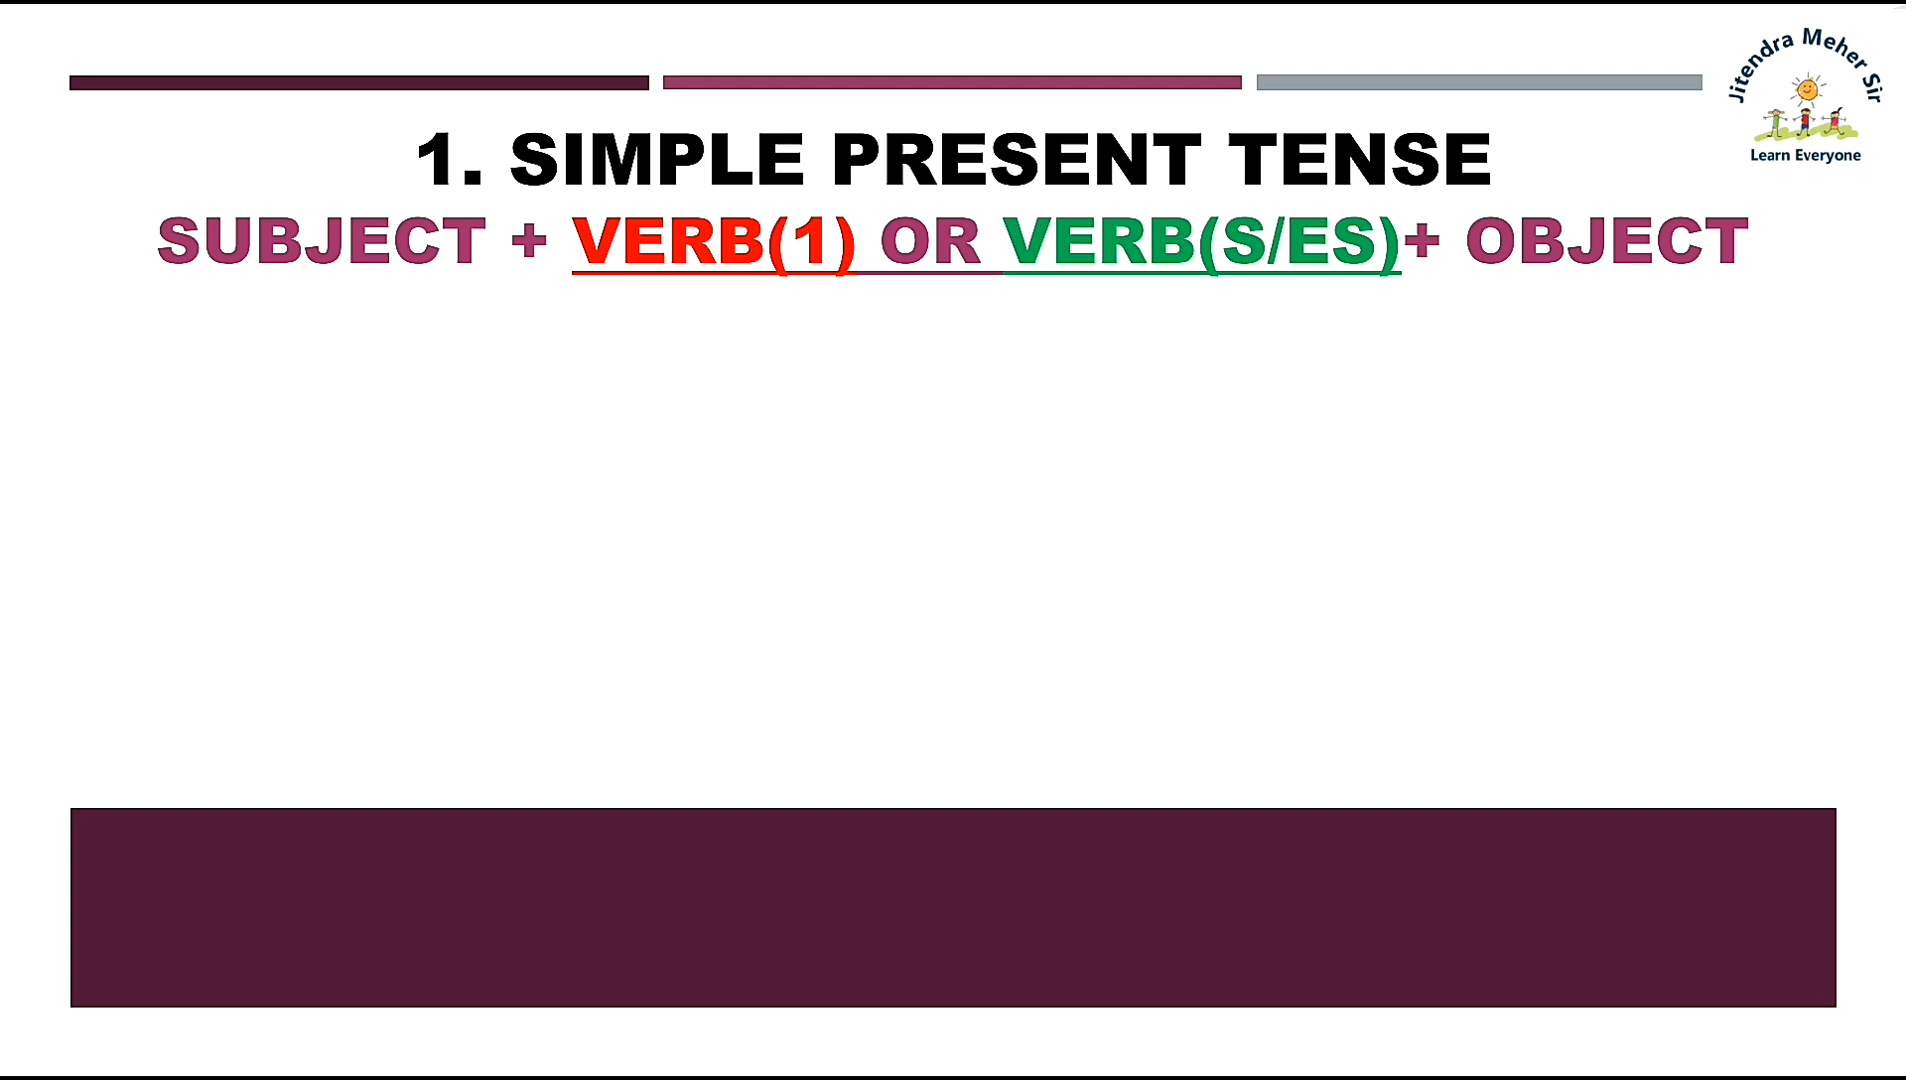 Jitendra Meher Sir
Learn Everyone
1. SIMPLE PRESENT TENSE
SUBJECT + VERB(1) OR VERB(S/ES)+ OBJECT